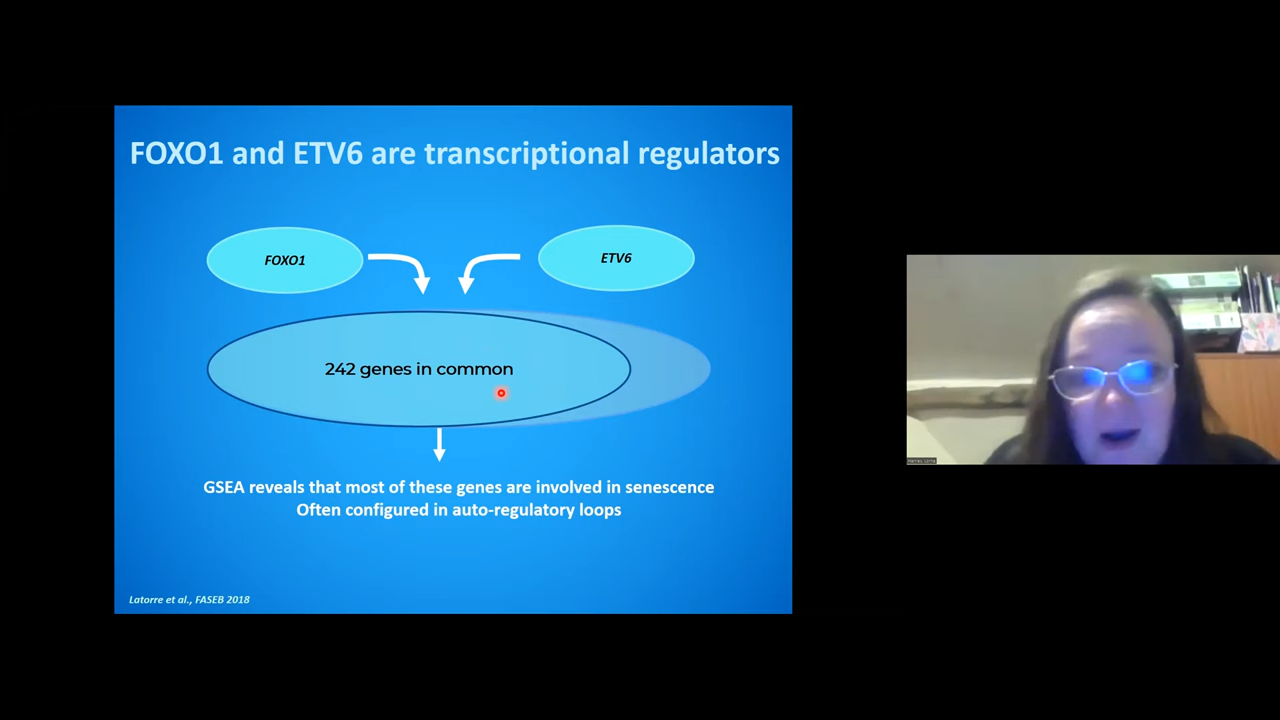 FOXO1 and ETV6 are transcriptional regulators
FOXO1
ETV6
242 genes in common
GSEA reveals that most of these genes are involved in senescence
Often configured in auto-regulatory loops
Latorre et al., FASEB 2018